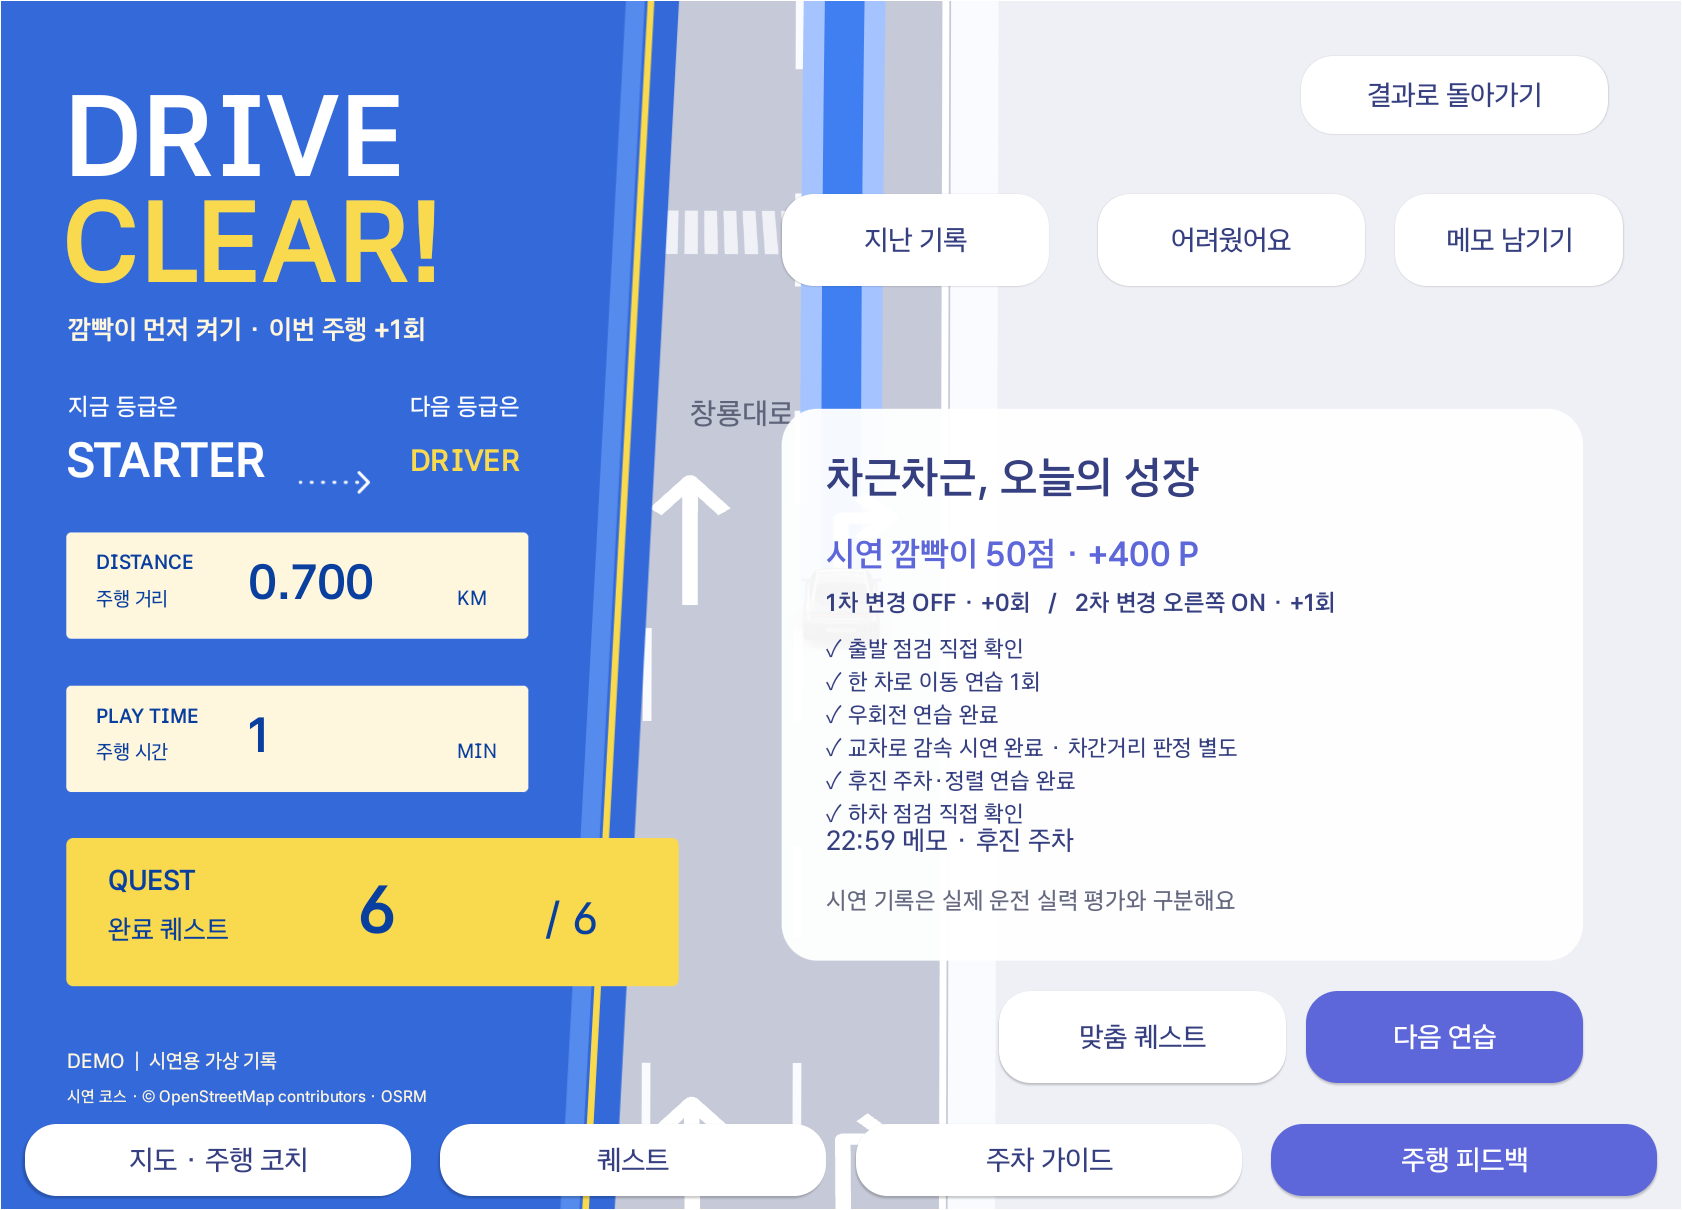 DRIVE
CLEAR!
깜빡이 먼저 켜기 · 이번 주행 +1회
지금 등급은
다음 등급은
STARTER
DRIVER
DISTANCE
주행 거리
0.700
KM
PLAY TIME
주행 시간
1
MIN
QUEST
완료 퀘스트
6
/ 6
DEMO | 시연용 가상 기록
시연 코스 · © OpenStreetMap contributors · OSRM
결과로 돌아가기
지난 기록
어려웠어요
메모 남기기
창룡대로
차근차근, 오늘의 성장
시연 깜빡이 50점 · +400 P
1차 변경 OFF · +0회 / 2차 변경 오른쪽 ON · +1회
✓ 출발 점검 직접 확인
✓ 한 차로 이동 연습 1회
✓ 우회전 연습 완료
✓ 교차로 감속 시연 완료 · 차간거리 판정 별도
✓ 후진 주차·정렬 연습 완료
✓ 하차 점검 직접 확인
22:59 메모 · 후진 주차
시연 기록은 실제 운전 실력 평가와 구분해요
맞춤 퀘스트
다음 연습
지도 · 주행 코치
퀘스트
주차 가이드
주행 피드백